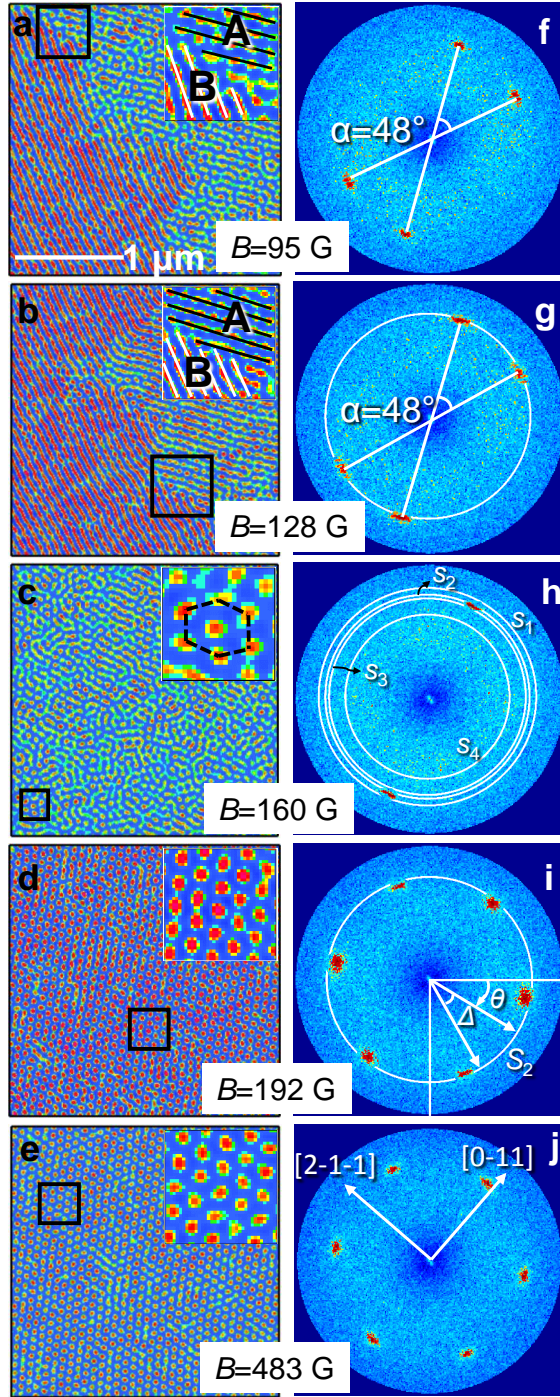 a
A
B
1 μm
B=95 G
f
α=48°
b
A
B
B=128 G
g
α=48°
c
B=160 G
h
s₂
s₁
s₃
s₄
d
B=192 G
i
θ
Δ
S₂
e
B=483 G
j
[2-1-1]
[0-11]